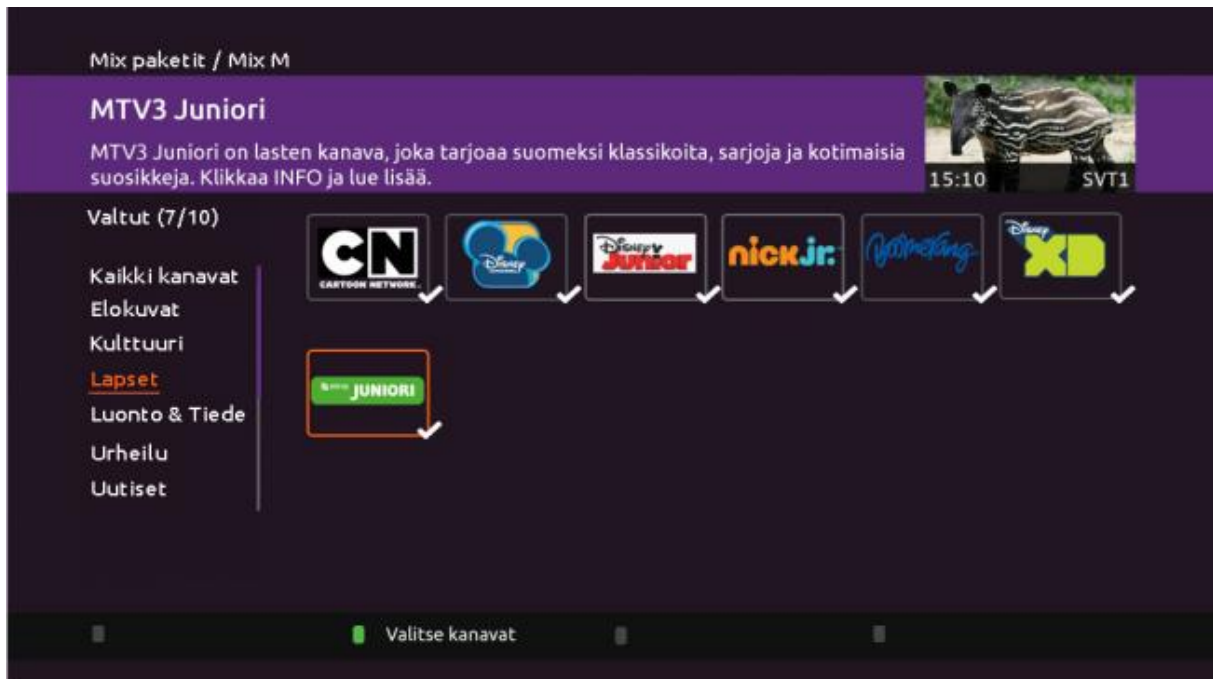 Mix paketit / Mix M
MTV3 Juniori
MTV3 Juniori on lasten kanava, joka tarjoaa suomeksi klassikoita, sarjoja ja kotimaisia
suosikkeja. Klikkaa INFO ja lue lisää.
15:10 SVT1
Valtut (7/10)
CN
CARTOON NETWORK
Disney
Disney
Junior
nick jr.
Boomerang
Disney
XD
Kaikki kanavat
Elokuvat
Kulttuuri
Lapset
JUNIORI
Luonto & Tiede
Urheilu
Uutiset
Valitse kanavat